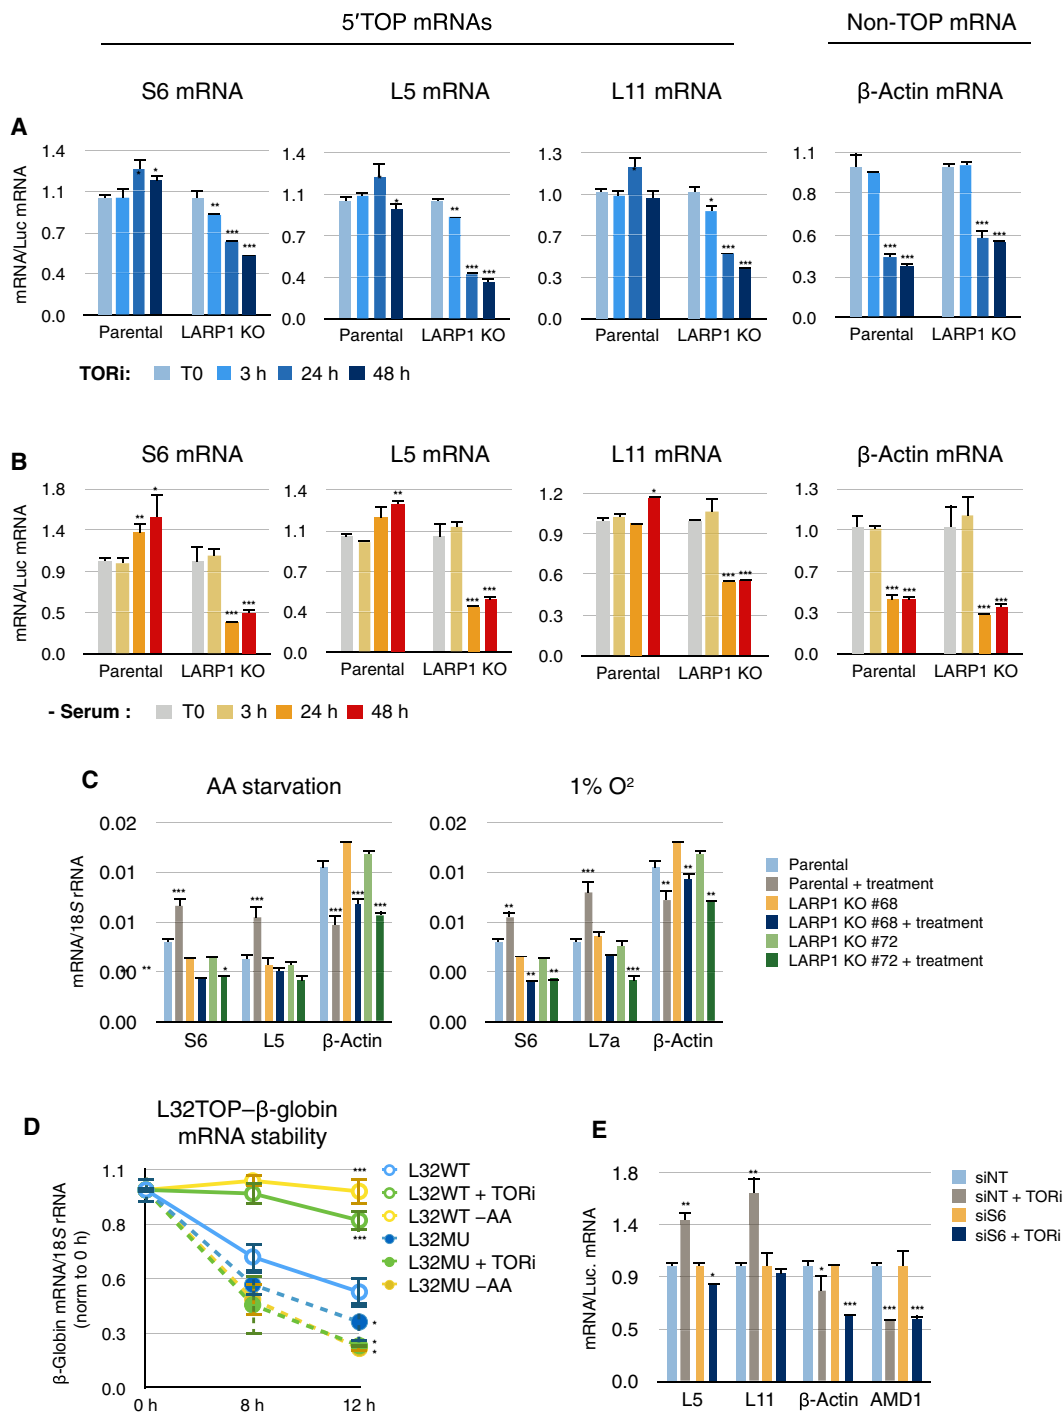 5′TOP mRNAs
Non-TOP mRNA
S6 mRNA
L5 mRNA
L11 mRNA
β-Actin mRNA
A
mRNA/Luc mRNA
1.4
1.1
0.7
0.4
0.0
* * ** *** ***
Parental
LARP1 KO
1.4
1.1
0.7
0.4
0.0
* * ** *** ***
Parental
LARP1 KO
1.3
1.0
0.6
0.3
0.0
* * *** ***
Parental
LARP1 KO
1.1
0.8
0.6
0.3
0.0
*** *** *** ***
Parental
LARP1 KO
TORi: T0 3 h 24 h 48 h
B
S6 mRNA
L5 mRNA
L11 mRNA
β-Actin mRNA
mRNA/Luc mRNA
1.8
1.4
0.9
0.5
0.0
** * *** ***
Parental
LARP1 KO
1.4
1.1
0.7
0.4
0.0
** *** ***
Parental
LARP1 KO
1.2
0.9
0.6
0.3
0.0
* *** ***
Parental
LARP1 KO
1.3
1.0
0.7
0.3
0.0
*** *** *** ***
Parental
LARP1 KO
- Serum : T0 3 h 24 h 48 h
C
AA starvation
1% O²
mRNA/18S rRNA
0.02
0.01
0.01
0.00
0.00
*** * ** * *** *** *** ***
S6
L5
β-Actin
0.02
0.01
0.01
0.00
0.00
** ** ** *** *** ** ** **
S6
L7a
β-Actin
Parental
Parental + treatment
LARP1 KO #68
LARP1 KO #68 + treatment
LARP1 KO #72
LARP1 KO #72 + treatment
D
L32TOP–β-globin
mRNA stability
β-Globin mRNA/18S rRNA
(norm to 0 h)
1.1
0.8
0.6
0.3
0.0
0 h
8 h
12 h
***
***
*
*
*
L32WT
L32WT + TORi
L32WT –AA
L32MU
L32MU + TORi
L32MU –AA
E
mRNA/Luc. mRNA
1.8
1.4
0.9
0.5
0.0
** * ** * *** *** ***
L5
L11
β-Actin
AMD1
siNT
siNT + TORi
siS6
siS6 + TORi